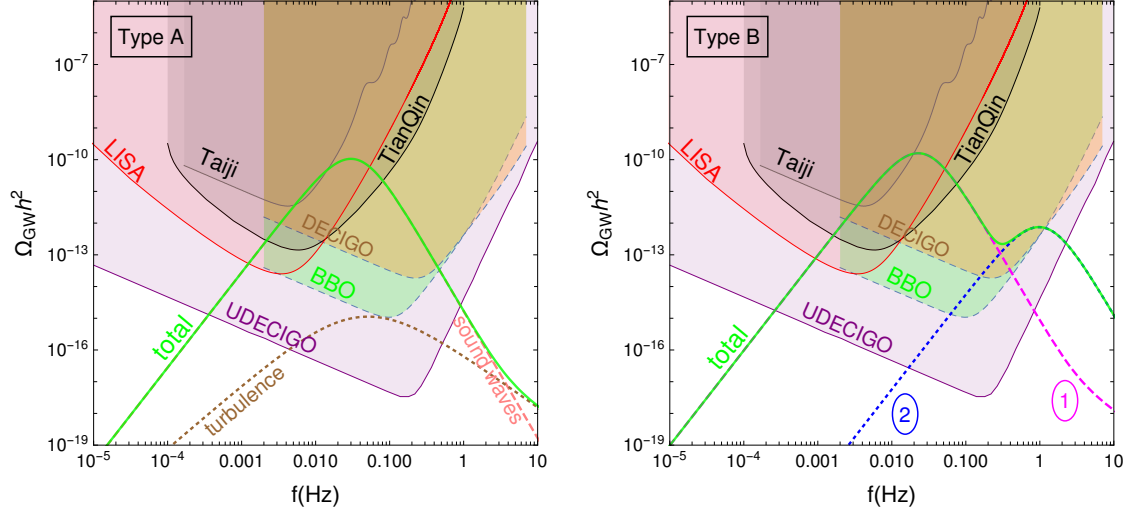 Type A
Ω_GW h²
10⁻⁷
10⁻¹⁰
10⁻¹³
10⁻¹⁶
10⁻¹⁹
LISA
Taiji
TianQin
DECIGO
BBO
UDECIGO
total
turbulence
sound waves
10⁻⁵
10⁻⁴
0.001
0.010
0.100
1
10
f(Hz)
Type B
Ω_GW h²
10⁻⁷
10⁻¹⁰
10⁻¹³
10⁻¹⁶
10⁻¹⁹
LISA
Taiji
TianQin
DECIGO
BBO
UDECIGO
total
2
1
10⁻⁵
10⁻⁴
0.001
0.010
0.100
1
10
f(Hz)